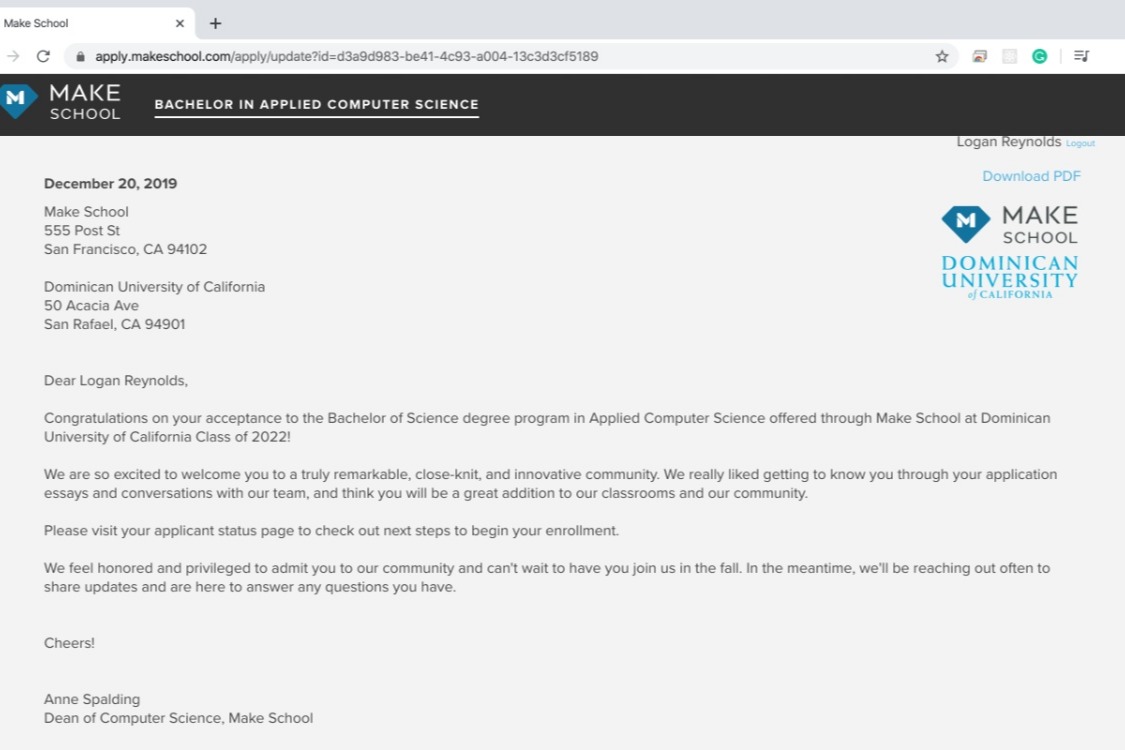 Make School
apply.makeschool.com/apply/update?id=d3a9d983-be41-4c93-a004-13c3d3cf5189
MAKE
SCHOOL
BACHELOR IN APPLIED COMPUTER SCIENCE
Logan Reynolds Logout
Download PDF
December 20, 2019
Make School
555 Post St
San Francisco, CA 94102
MAKE
SCHOOL
DOMINICAN
UNIVERSITY
of CALIFORNIA
Dominican University of California
50 Acacia Ave
San Rafael, CA 94901
Dear Logan Reynolds,
Congratulations on your acceptance to the Bachelor of Science degree program in Applied Computer Science offered through Make School at Dominican
University of California Class of 2022!
We are so excited to welcome you to a truly remarkable, close-knit, and innovative community. We really liked getting to know you through your application
essays and conversations with our team, and think you will be a great addition to our classrooms and our community.
Please visit your applicant status page to check out next steps to begin your enrollment.
We feel honored and privileged to admit you to our community and can't wait to have you join us in the fall. In the meantime, we'll be reaching out often to
share updates and are here to answer any questions you have.
Cheers!
Anne Spalding
Dean of Computer Science, Make School